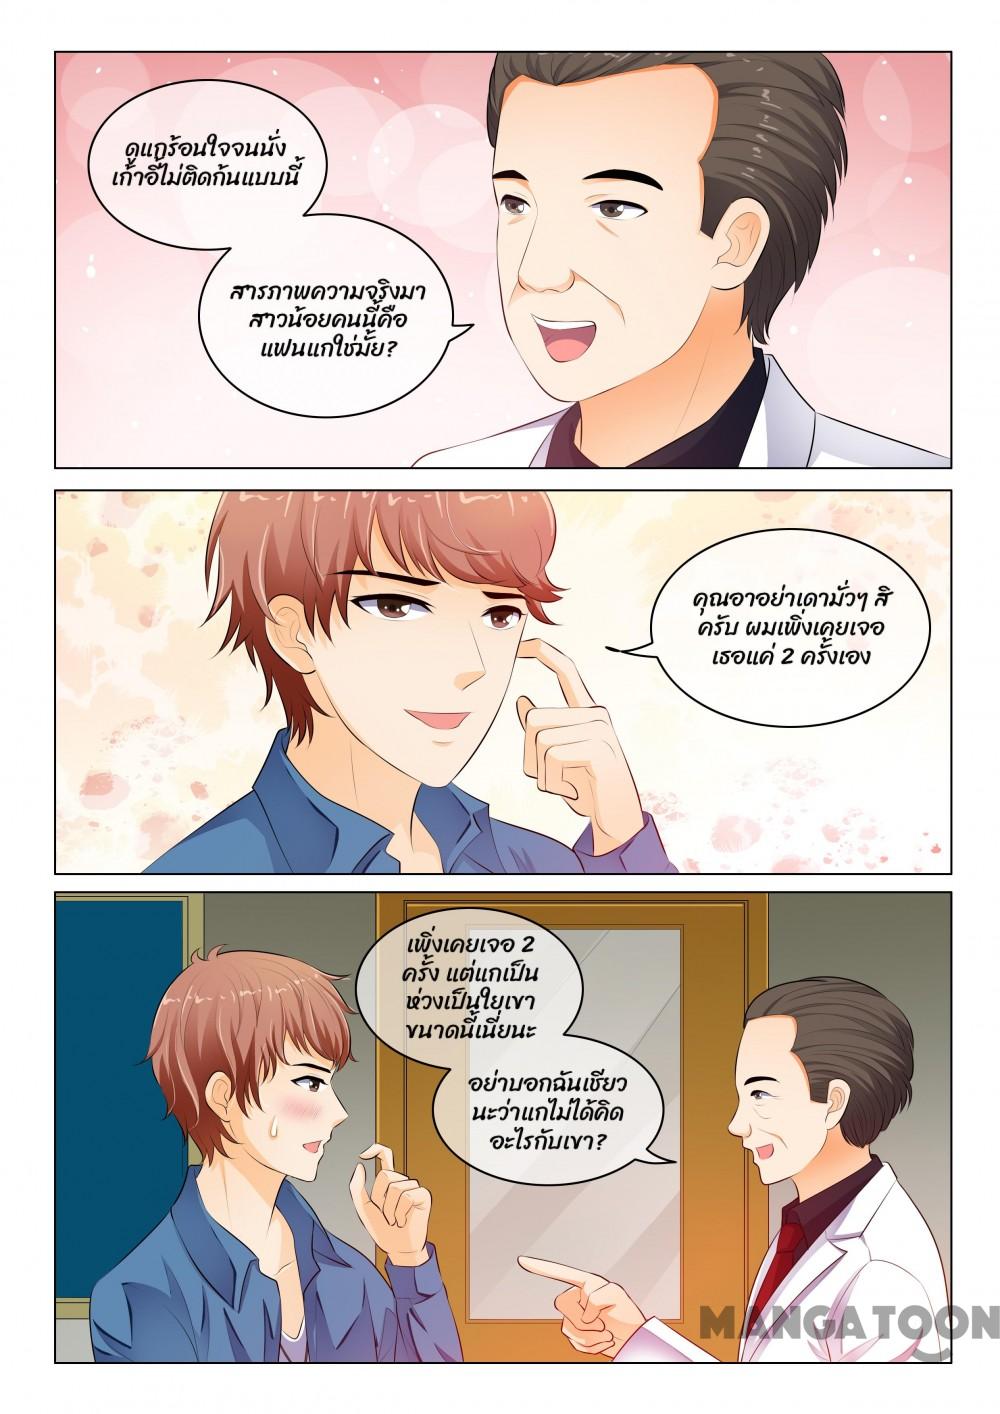 ดูแกร้อนใจจนนั่ง
เก้าอี้ไม่ติดก้นแบบนี้
สารภาพความจริงมา
สาวน้อยคนนี้คือ
แฟนแกใช่มั้ย?
คุณอาอย่าเดามั่วๆ สิ
ครับ ผมเพิ่งเคยเจอ
เธอแค่ 2 ครั้งเอง
เพิ่งเคยเจอ 2
ครั้ง แต่แกเป็น
ห่วงเป็นใยเขา
ขนาดนี้เนี่ยนะ
อย่าบอกฉันเชียว
นะว่าแกไม่ได้คิด
อะไรกับเขา?
MANGATOON